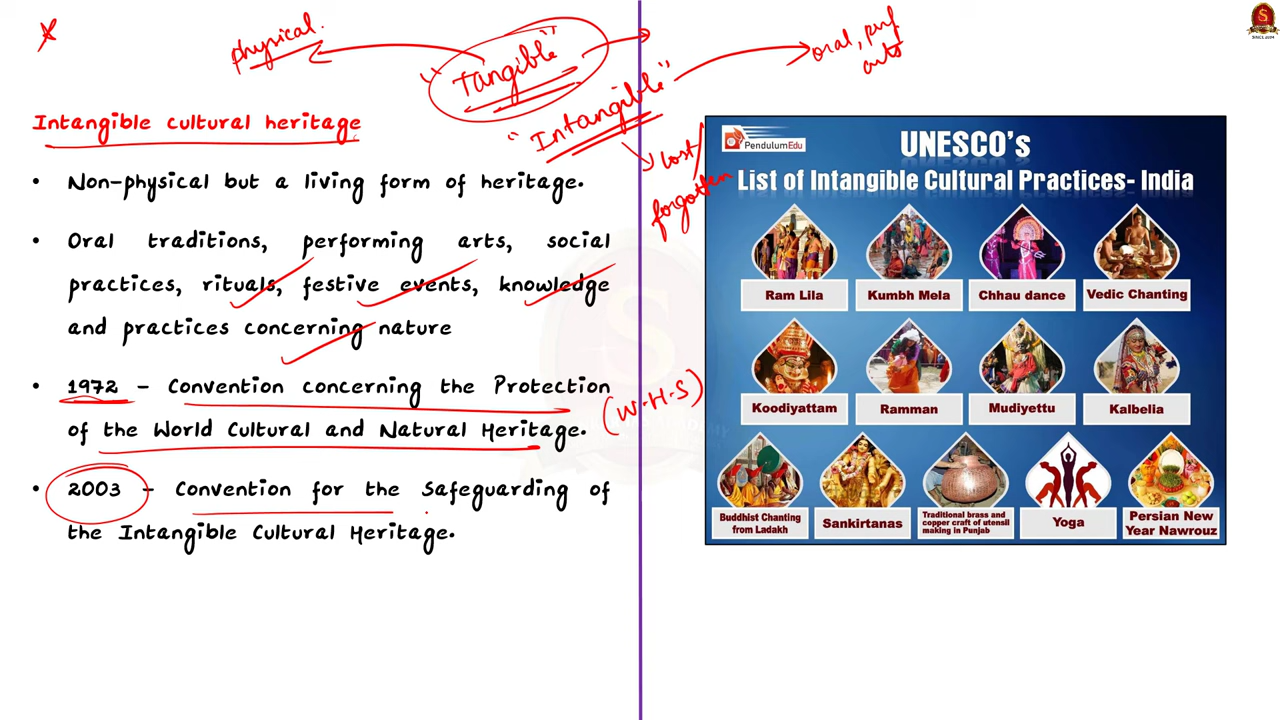 physical.
"Tangible"
"Intangible"
oral, perf
arts
lost/
forgotten
Intangible cultural heritage
• Non-physical but a living form of heritage.
• Oral traditions, performing arts, social
practices, rituals, festive events, knowledge
and practices concerning nature
• 1972 - Convention concerning the Protection
of the World Cultural and Natural Heritage.
(W.H.S)
• 2003 - Convention for the Safeguarding of
the Intangible Cultural Heritage.
SINCE 2004
PendulumEdu
UNESCO's
List of Intangible Cultural Practices- India
Ram Lila
Kumbh Mela
Chhau dance
Vedic Chanting
Koodiyattam
Ramman
Mudiyettu
Kalbelia
Buddhist Chanting
from Ladakh
Sankirtanas
Traditional brass and
copper craft of utensil
making in Punjab
Yoga
Persian New
Year Nawrouz